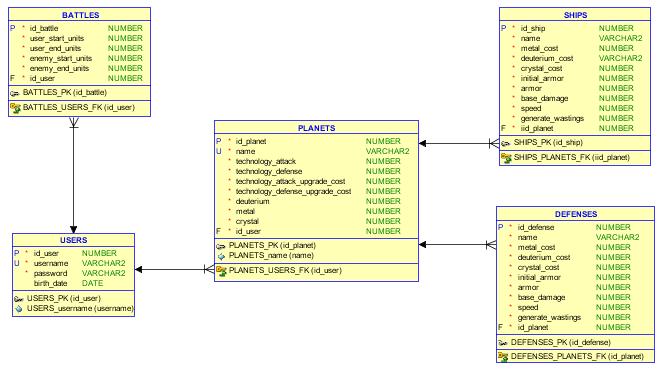 BATTLES
P * id_battle NUMBER
* user_start_units NUMBER
* user_end_units NUMBER
* enemy_start_units NUMBER
* enemy_end_units NUMBER
F * id_user NUMBER
BATTLES_PK (id_battle)
BATTLES_USERS_FK (id_user)
USERS
P * id_user NUMBER
U * username VARCHAR2
* password VARCHAR2
birth_date DATE
USERS_PK (id_user)
USERS_username (username)
PLANETS
P * id_planet NUMBER
U * name VARCHAR2
* technology_attack NUMBER
* technology_defense NUMBER
* technology_attack_upgrade_cost NUMBER
* technology_defense_upgrade_cost NUMBER
* deuterium NUMBER
* metal NUMBER
* crystal NUMBER
F * id_user NUMBER
PLANETS_PK (id_planet)
PLANETS_name (name)
PLANETS_USERS_FK (id_user)
SHIPS
P * id_ship NUMBER
* name VARCHAR2
* metal_cost NUMBER
* deuterium_cost VARCHAR2
* crystal_cost NUMBER
* initial_armor NUMBER
* armor NUMBER
* base_damage NUMBER
* speed NUMBER
* generate_wastings NUMBER
F * iid_planet NUMBER
SHIPS_PK (id_ship)
SHIPS_PLANETS_FK (iid_planet)
DEFENSES
P * id_defense NUMBER
* name VARCHAR2
* metal_cost NUMBER
* deuterium_cost NUMBER
* crystal_cost NUMBER
* initial_armor NUMBER
* armor NUMBER
* base_damage NUMBER
* speed NUMBER
* generate_wastings NUMBER
F * id_planet NUMBER
DEFENSES_PK (id_defense)
DEFENSES_PLANETS_FK (id_planet)